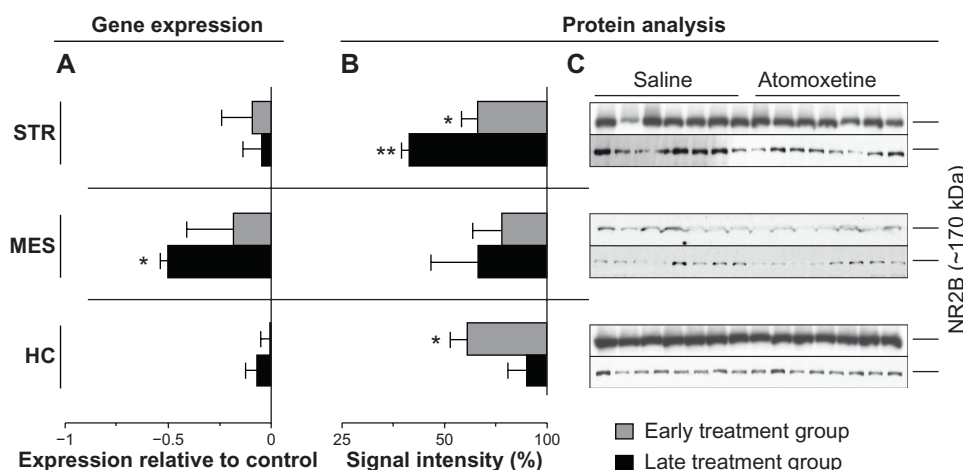 Gene expression
Protein analysis
A
B
C
Saline
Atomoxetine
STR
*
**
MES
*
HC
*
NR2B (~170 kDa)
−1
−0.5
0
25
50
100
Expression relative to control
Signal intensity (%)
Early treatment group
Late treatment group